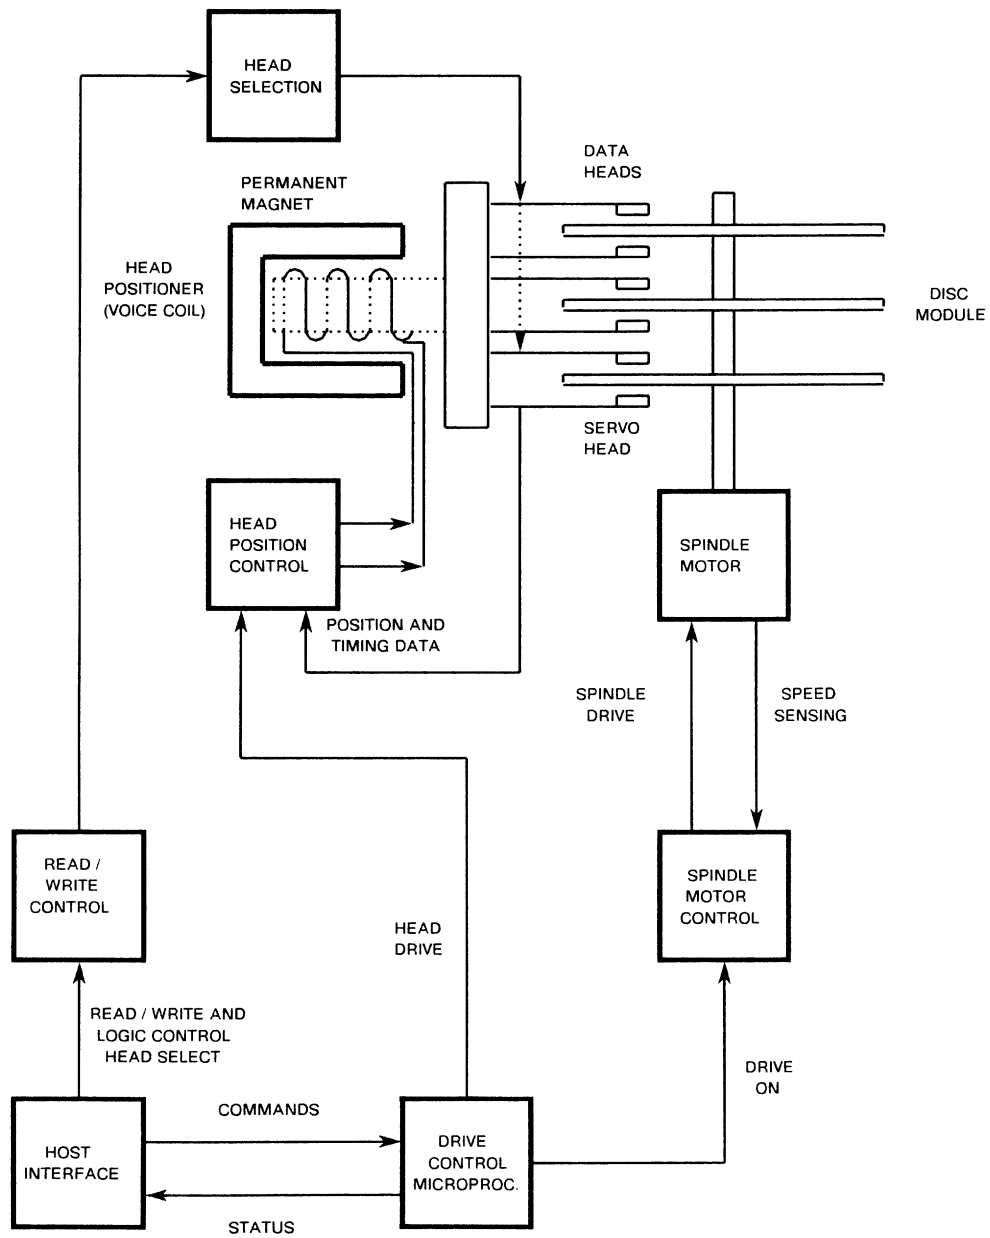 HEAD
SELECTION
DATA
HEADS
PERMANENT
MAGNET
HEAD
POSITIONER
(VOICE COIL)
DISC
MODULE
SERVO
HEAD
HEAD
POSITION
CONTROL
SPINDLE
MOTOR
POSITION AND
TIMING DATA
SPINDLE
DRIVE
SPEED
SENSING
READ /
WRITE
CONTROL
SPINDLE
MOTOR
CONTROL
HEAD
DRIVE
READ / WRITE AND
LOGIC CONTROL
HEAD SELECT
DRIVE
ON
COMMANDS
HOST
INTERFACE
DRIVE
CONTROL
MICROPROC.
STATUS